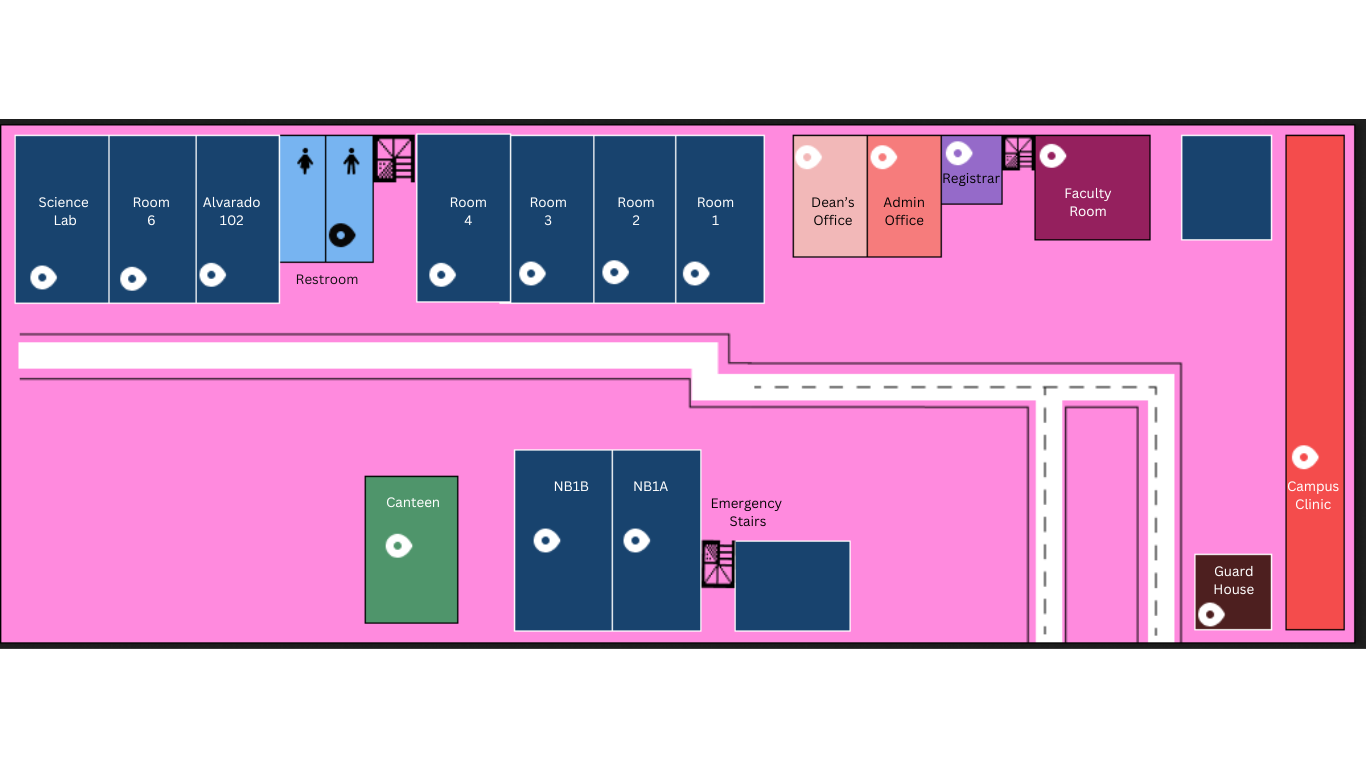 Science
Lab
Room
6
Alvarado
102
Restroom
Room
4
Room
3
Room
2
Room
1
Dean’s
Office
Admin
Office
Registrar
Faculty
Room
Canteen
NB1B
NB1A
Emergency
Stairs
Campus
Clinic
Guard
House